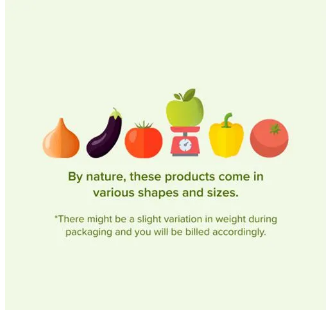 By nature, these products come in
various shapes and sizes.
*There might be a slight variation in weight during
packaging and you will be billed accordingly.